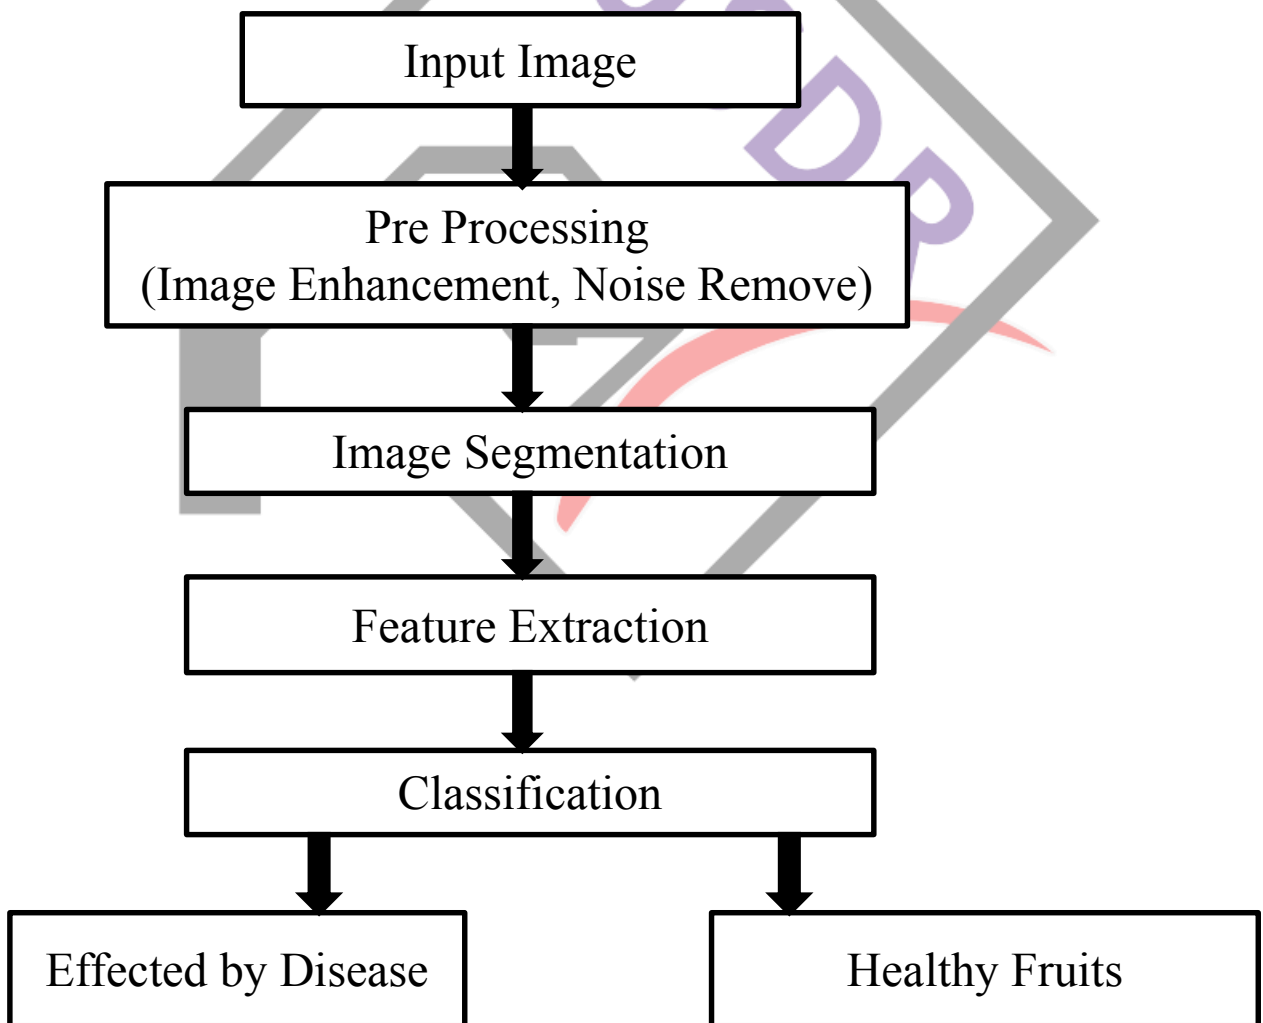 Input Image
Pre Processing
(Image Enhancement, Noise Remove)
Image Segmentation
Feature Extraction
Classification
Effected by Disease
Healthy Fruits